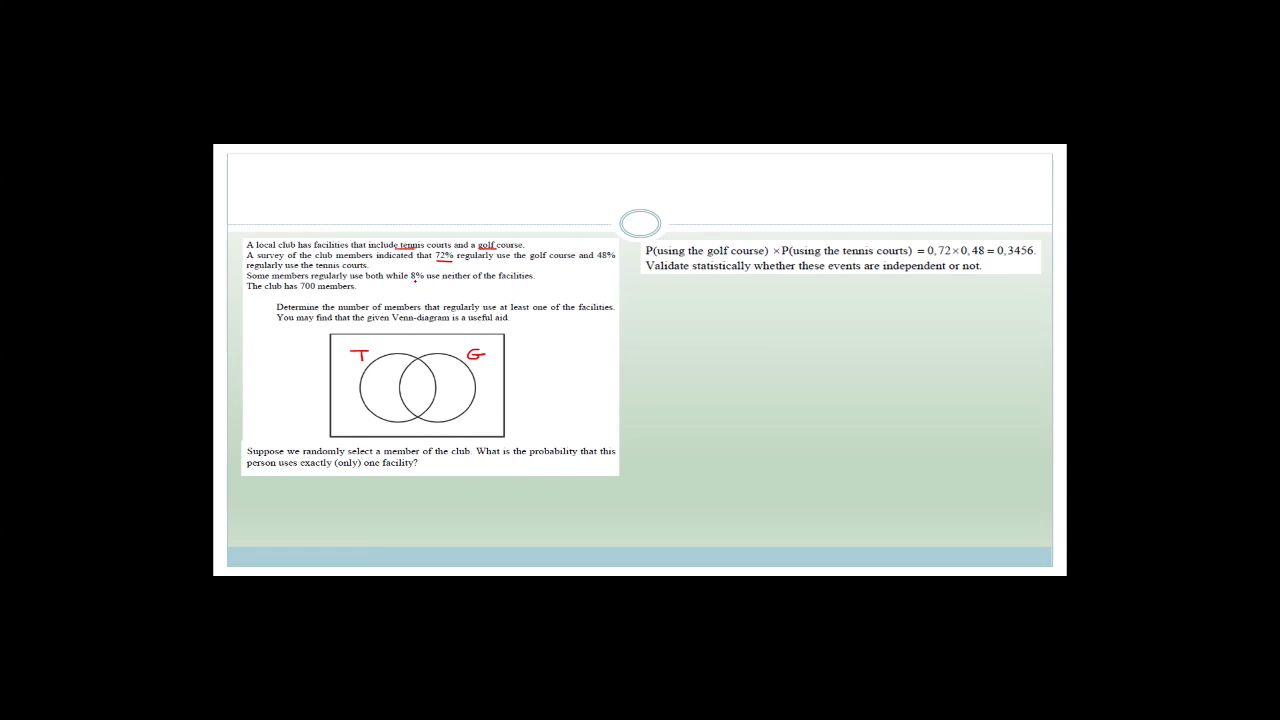 A local club has facilities that include tennis courts and a golf course.
A survey of the club members indicated that 72% regularly use the golf course and 48%
regularly use the tennis courts.
Some members regularly use both while 8% use neither of the facilities.
The club has 700 members.
Determine the number of members that regularly use at least one of the facilities.
You may find that the given Venn-diagram is a useful aid.
T
G
Suppose we randomly select a member of the club. What is the probability that this
person uses exactly (only) one facility?
P(using the golf course) ×P(using the tennis courts) = 0,72×0,48 = 0,3456.
Validate statistically whether these events are independent or not.